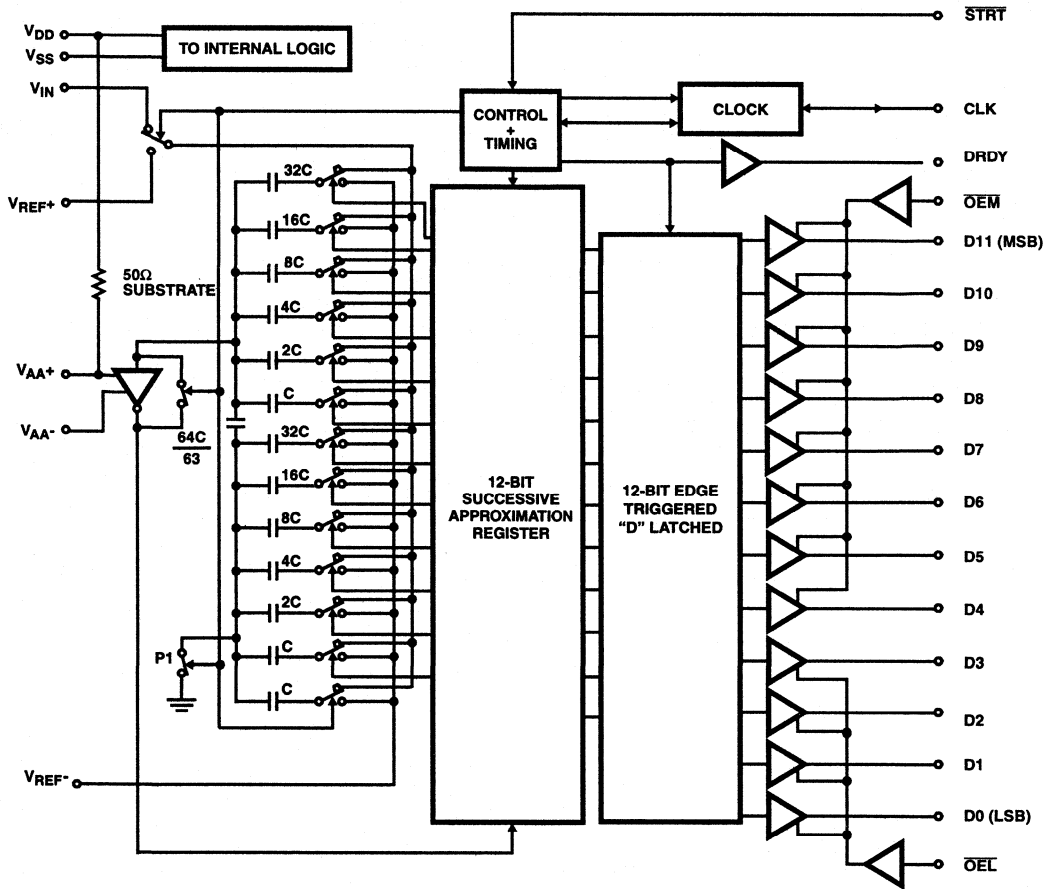 VDD
VSS
TO INTERNAL LOGIC
VIN
VREF+
50Ω
SUBSTRATE
VAA+
VAA-
64C
63
P1
VREF-
32C
16C
8C
4C
2C
C
32C
16C
8C
4C
2C
C
C
CONTROL
+
TIMING
CLOCK
12-BIT
SUCCESSIVE
APPROXIMATION
REGISTER
12-BIT EDGE
TRIGGERED
“D” LATCHED
STRT
CLK
DRDY
OEM
D11 (MSB)
D10
D9
D8
D7
D6
D5
D4
D3
D2
D1
D0 (LSB)
OEL